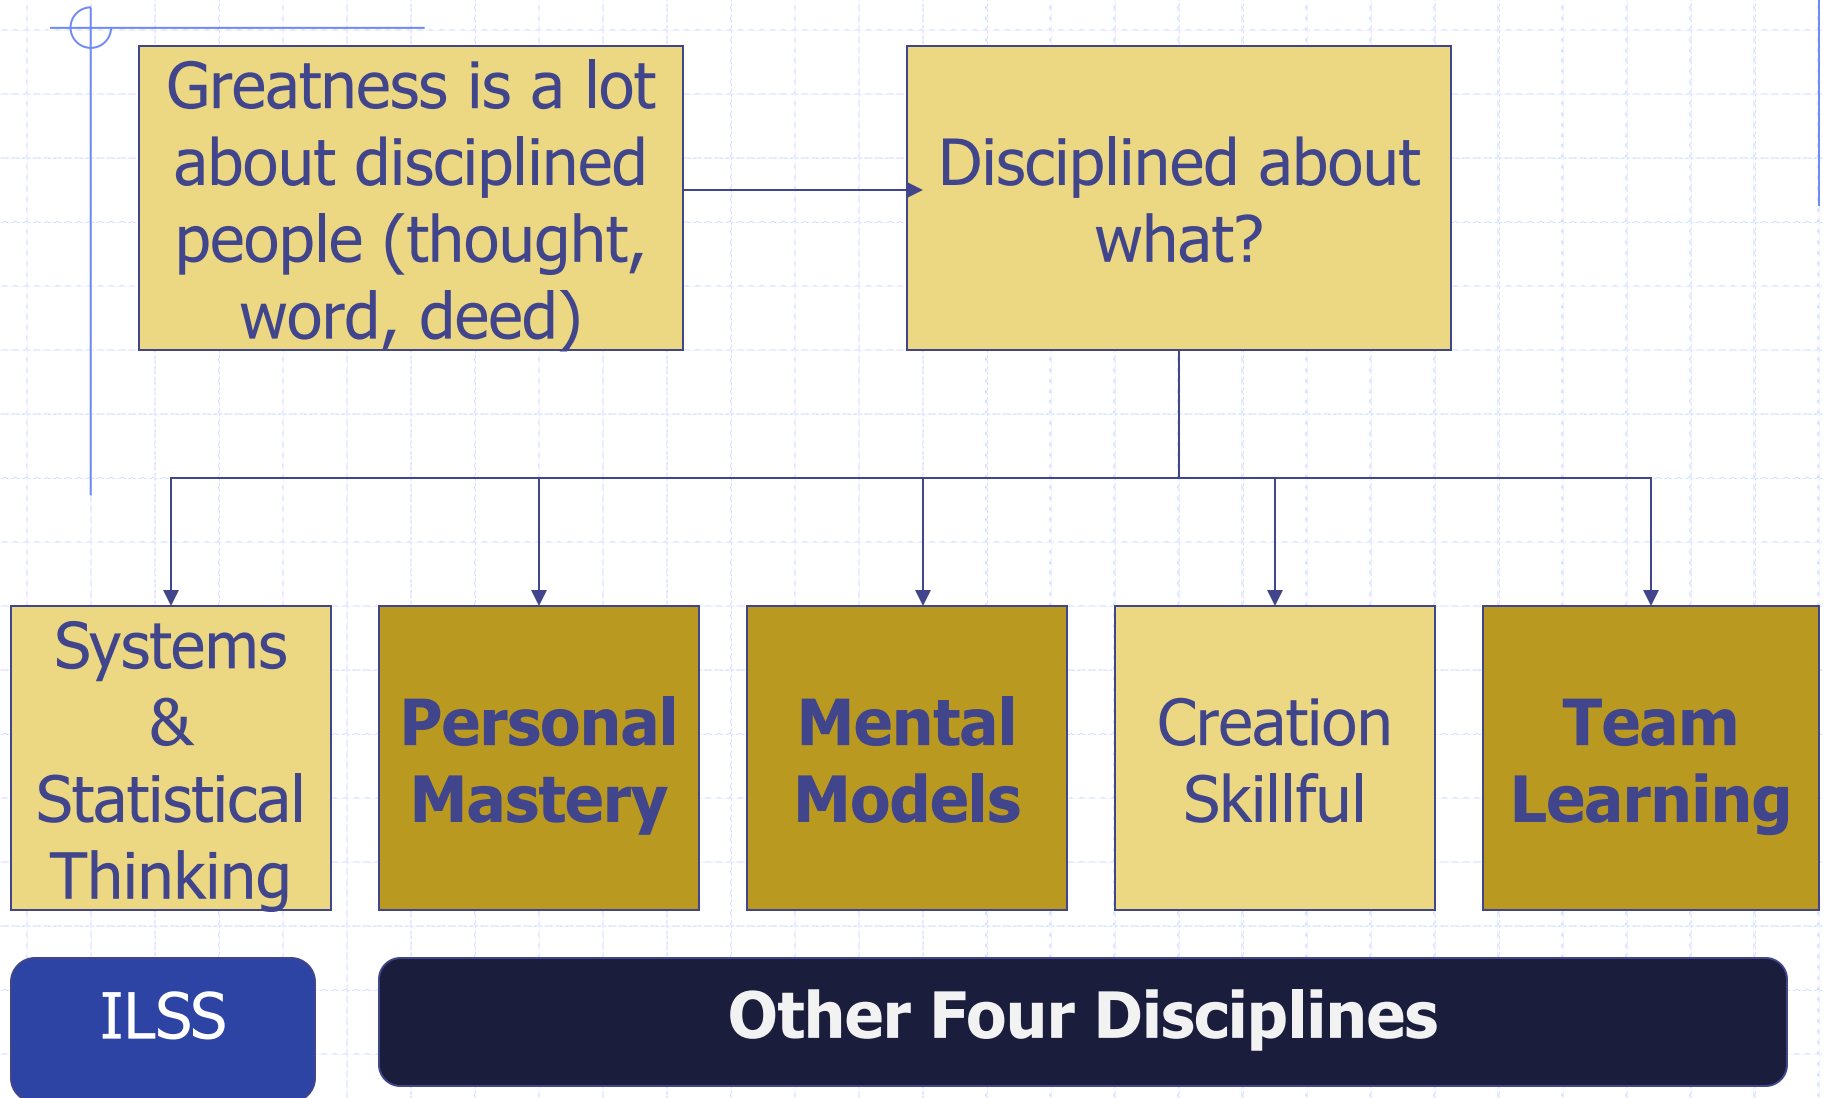 Greatness is a lot
about disciplined
people (thought,
word, deed)
Disciplined about
what?
Systems
&
Statistical
Thinking
Personal
Mastery
Mental
Models
Creation
Skillful
Team
Learning
ILSS
Other Four Disciplines